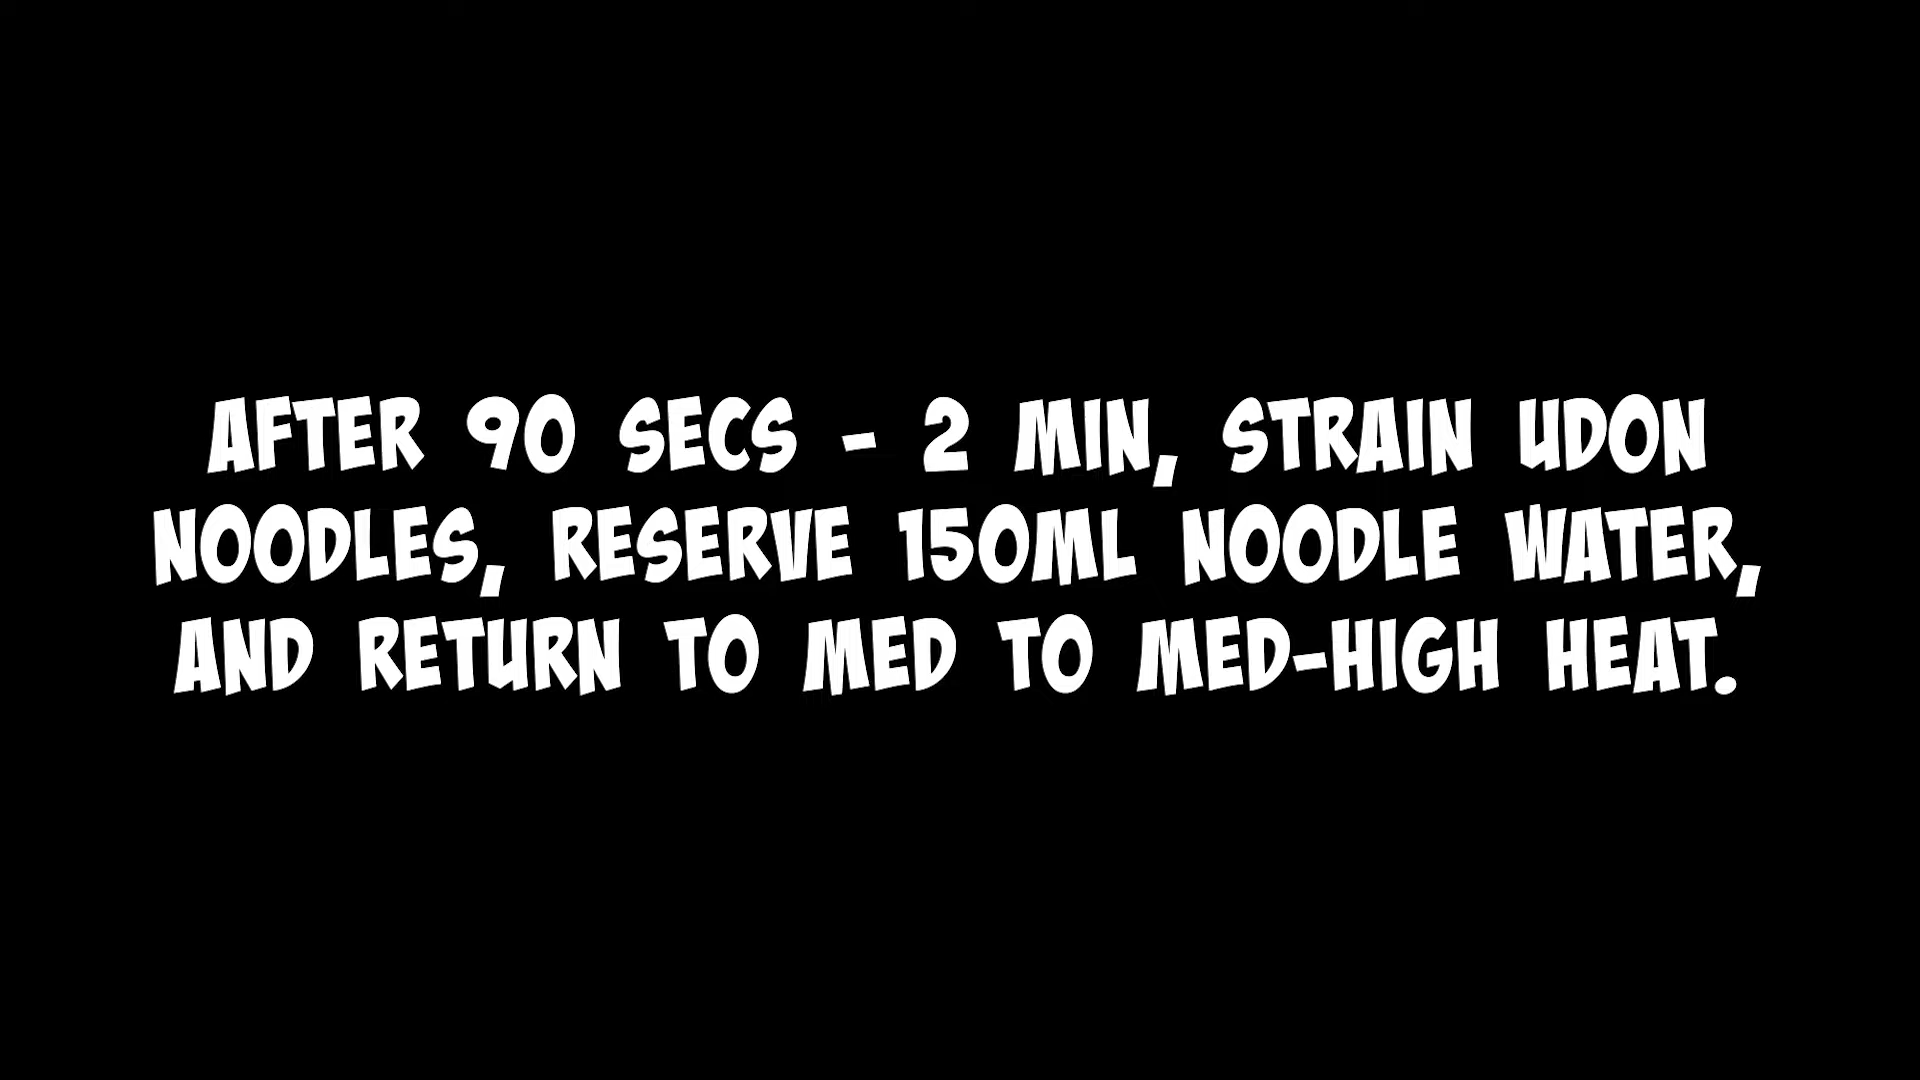 AFTER 90 SECS - 2 MIN, STRAIN UDON
NOODLES, RESERVE 150ML NOODLE WATER,
AND RETURN TO MED TO MED-HIGH HEAT.